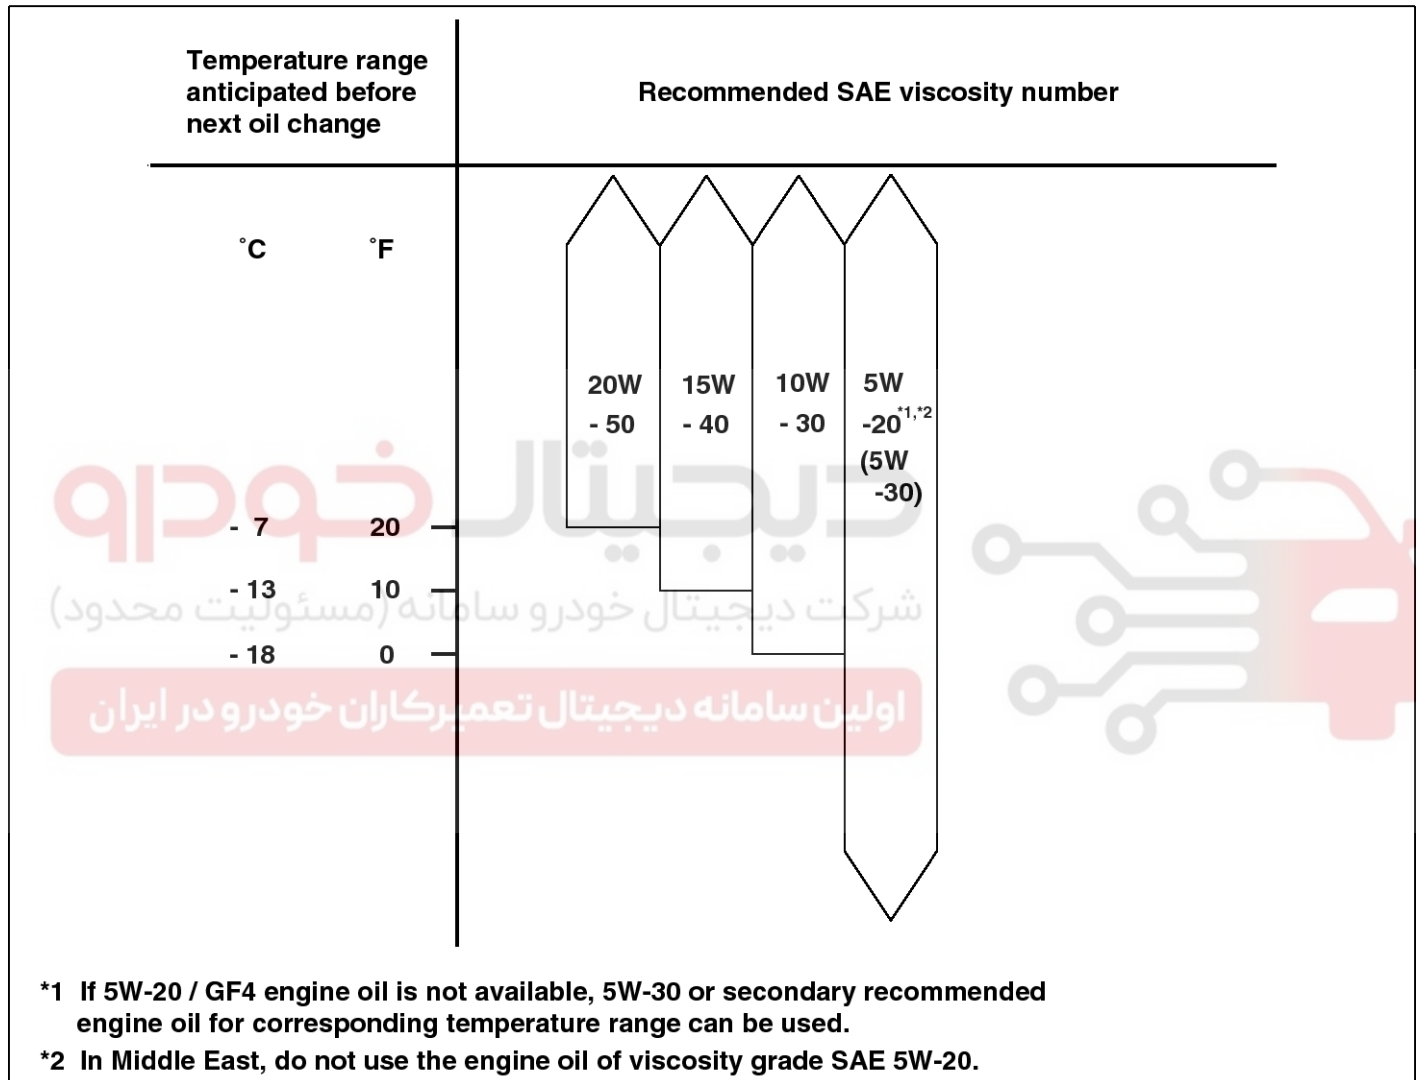 Temperature range
anticipated before
next oil change
Recommended SAE viscosity number
°C °F
20W
- 50
15W
- 40
10W
- 30
5W
-20*1,*2
(5W
-30)
دیجیتال خودرو
- 7 20
- 13 10
شرکت دیجیتال خودرو سامانه (مسئولیت محدود)
- 18 0
اولین سامانه دیجیتال تعمیرکاران خودرو در ایران
*1 If 5W-20 / GF4 engine oil is not available, 5W-30 or secondary recommended
engine oil for corresponding temperature range can be used.
*2 In Middle East, do not use the engine oil of viscosity grade SAE 5W-20.